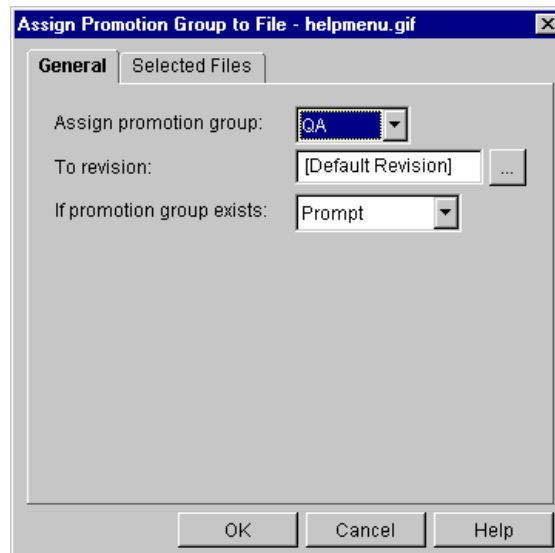 Assign Promotion Group to File - helpmenu.gif
General Selected Files
Assign promotion group: QA
To revision: [Default Revision] ...
If promotion group exists: Prompt
OK Cancel Help